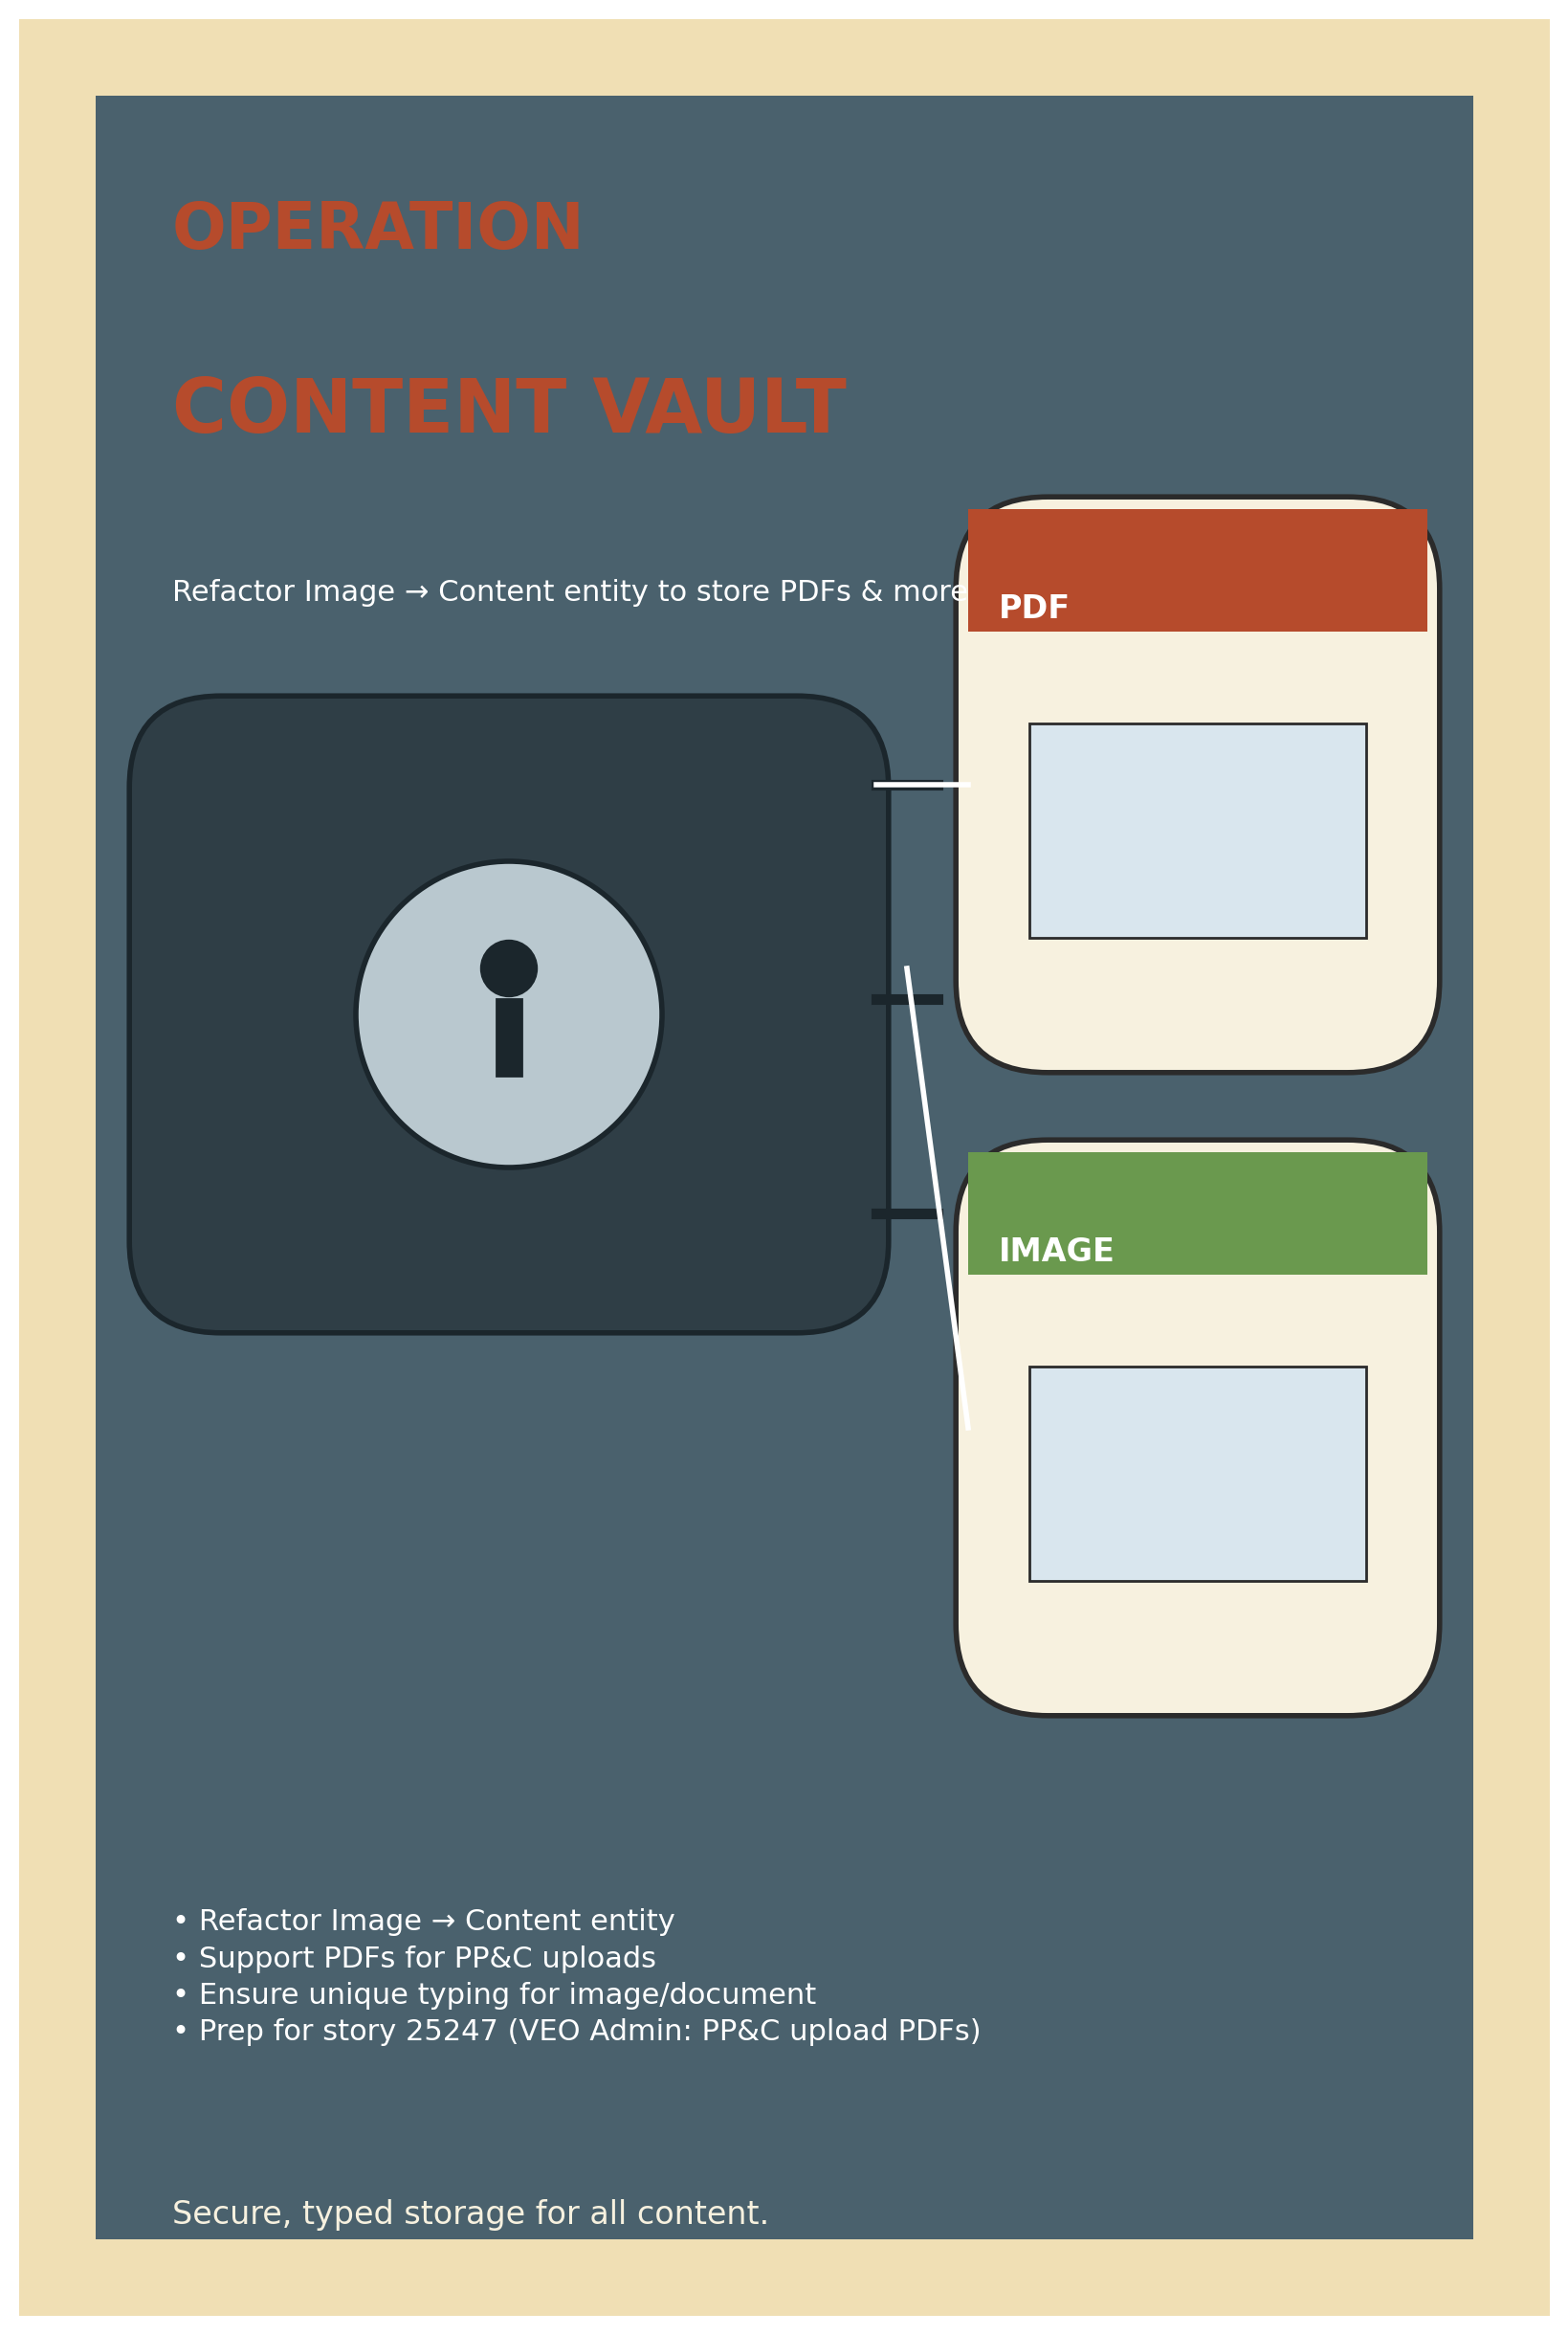 OPERATION
CONTENT VAULT
Refactor Image → Content entity to store PDFs & more
PDF
IMAGE
• Refactor Image → Content entity
• Support PDFs for PP&C uploads
• Ensure unique typing for image/document
• Prep for story 25247 (VEO Admin: PP&C upload PDFs)
Secure, typed storage for all content.